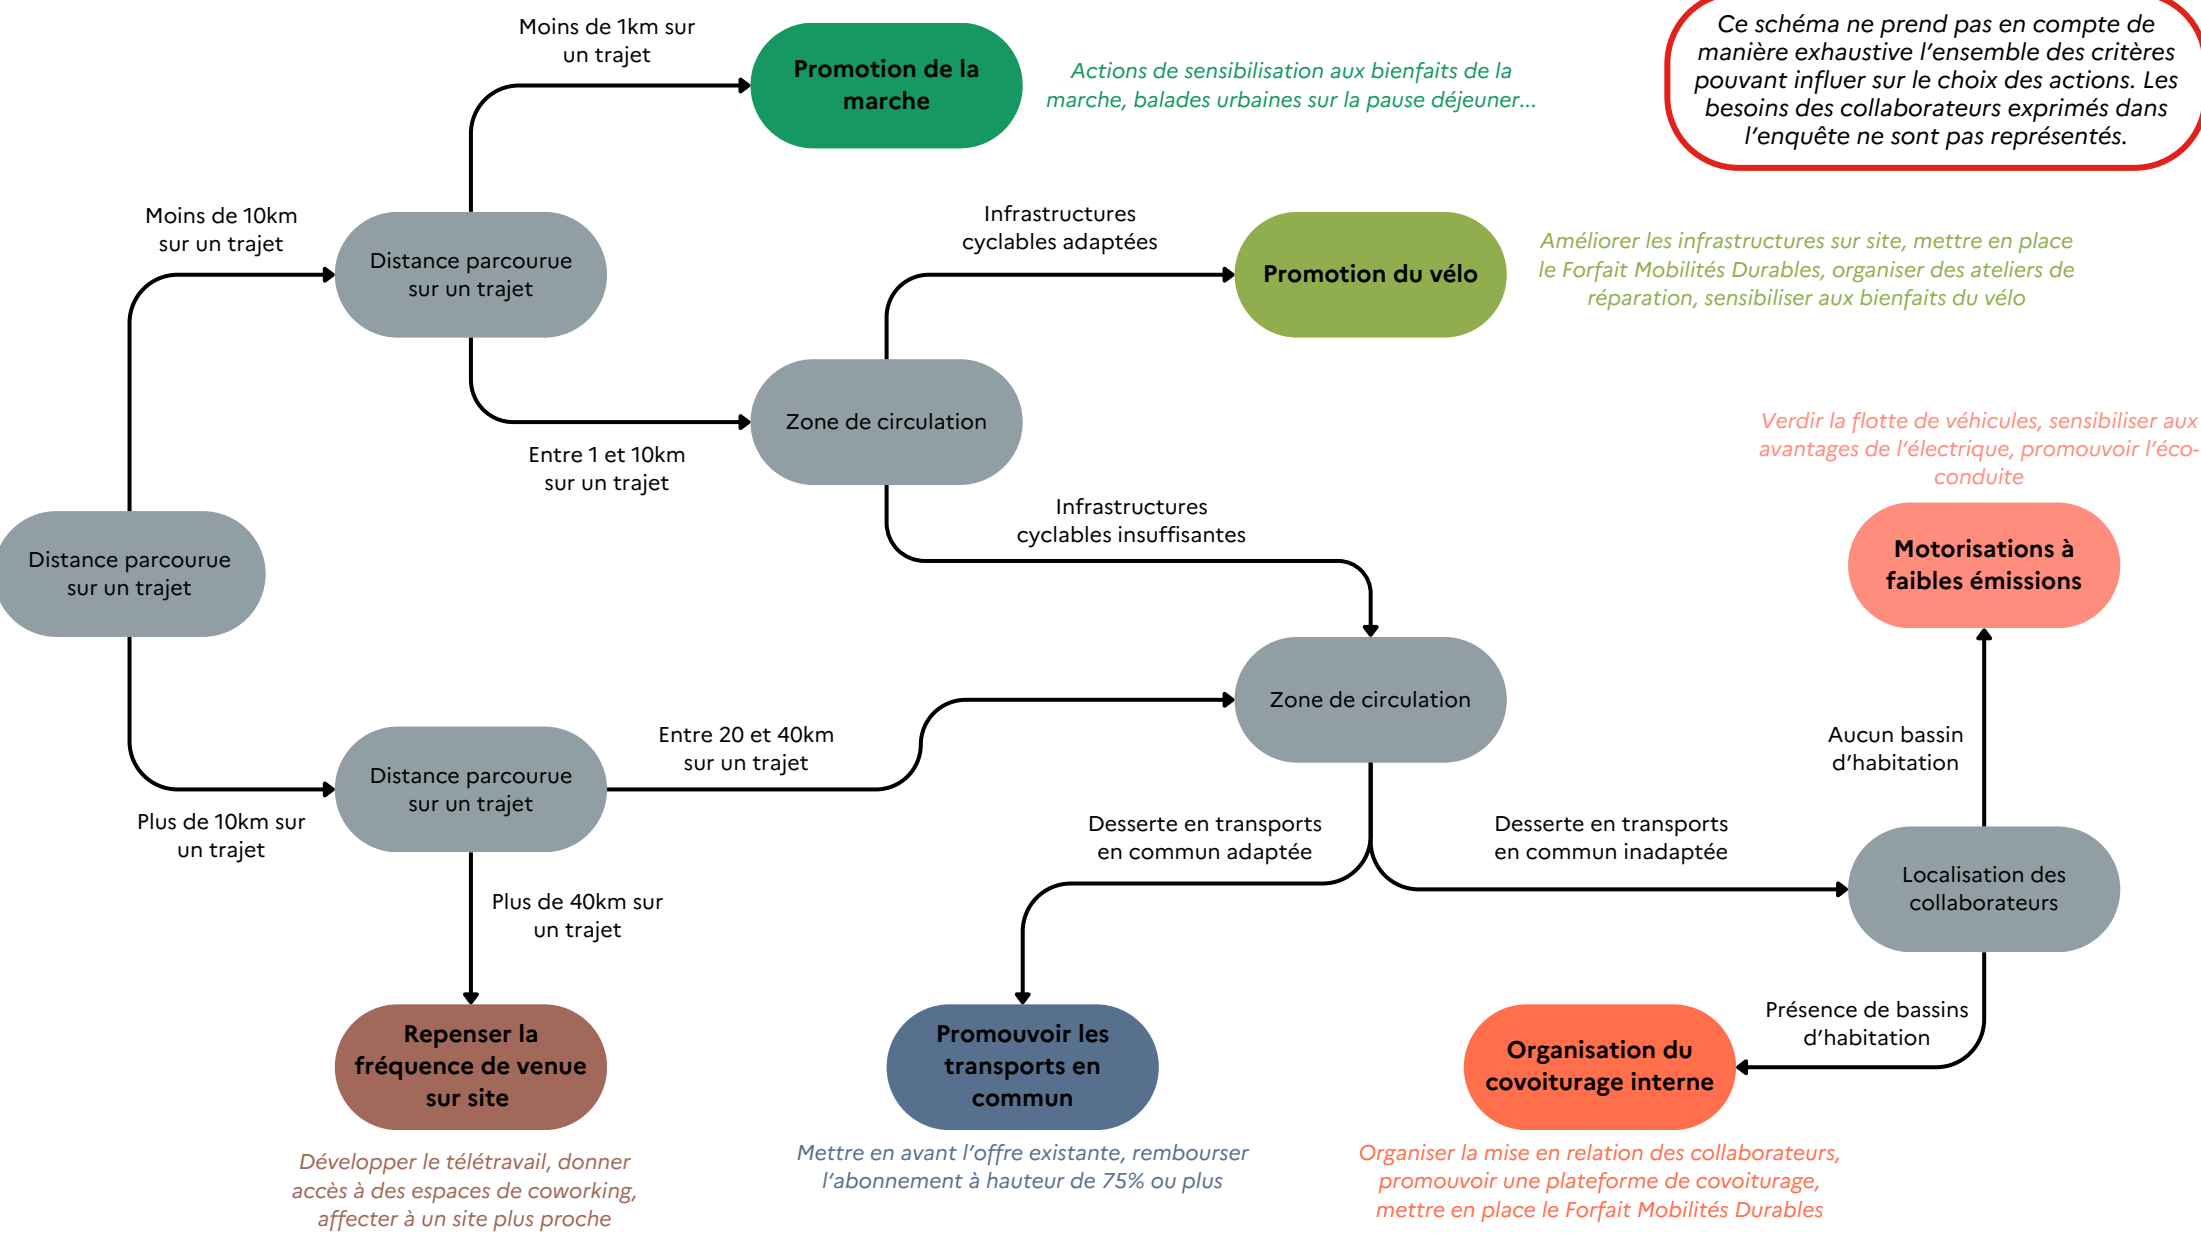 Moins de 1km sur
un trajet
Promotion de la
marche
Actions de sensibilisation aux bienfaits de la
marche, balades urbaines sur la pause déjeuner...
Ce schéma ne prend pas en compte de
manière exhaustive l'ensemble des critères
pouvant influer sur le choix des actions. Les
besoins des collaborateurs exprimés dans
l'enquête ne sont pas représentés.
Moins de 10km
sur un trajet
Distance parcourue
sur un trajet
Infrastructures
cyclables adaptées
Promotion du vélo
Améliorer les infrastructures sur site, mettre en place
le Forfait Mobilités Durables, organiser des ateliers de
réparation, sensibiliser aux bienfaits du vélo
Zone de circulation
Entre 1 et 10km
sur un trajet
Verdir la flotte de véhicules, sensibiliser aux
avantages de l'électrique, promouvoir l'éco-
conduite
Infrastructures
cyclables insuffisantes
Distance parcourue
sur un trajet
Motorisations à
faibles émissions
Zone de circulation
Entre 20 et 40km
sur un trajet
Distance parcourue
sur un trajet
Aucun bassin
d'habitation
Plus de 10km sur
un trajet
Desserte en transports
en commun adaptée
Desserte en transports
en commun inadaptée
Localisation des
collaborateurs
Plus de 40km sur
un trajet
Présence de bassins
d'habitation
Repenser la
fréquence de venue
sur site
Promouvoir les
transports en
commun
Organisation du
covoiturage interne
Développer le télétravail, donner
accès à des espaces de coworking,
affecter à un site plus proche
Mettre en avant l'offre existante, rembourser
l'abonnement à hauteur de 75% ou plus
Organiser la mise en relation des collaborateurs,
promouvoir une plateforme de covoiturage,
mettre en place le Forfait Mobilités Durables